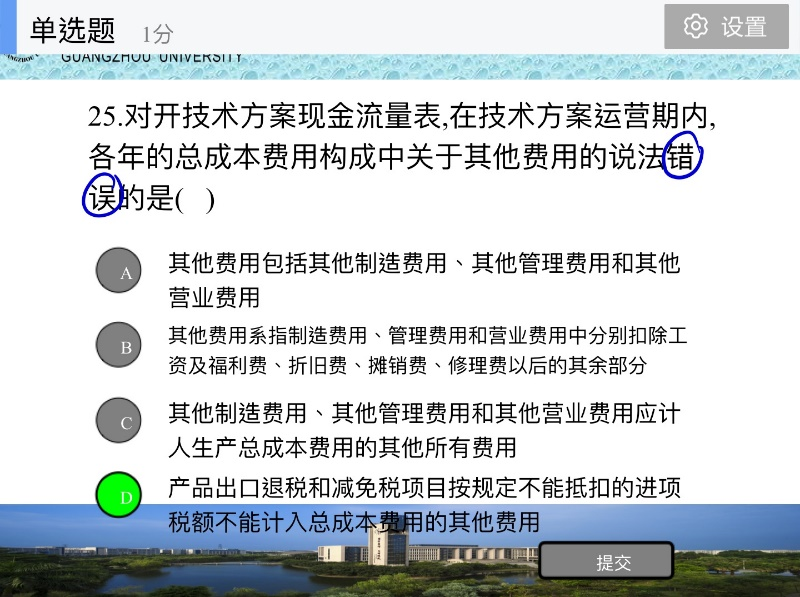 单选题 1分
设置
GUANGZHOU UNIVERSITY
25.对开技术方案现金流量表,在技术方案运营期内,
各年的总成本费用构成中关于其他费用的说法错
误的是( )
A 其他费用包括其他制造费用、其他管理费用和其他
营业费用
B 其他费用系指制造费用、管理费用和营业费用中分别扣除工
资及福利费、折旧费、摊销费、修理费以后的其余部分
C 其他制造费用、其他管理费用和其他营业费用应计
人生产总成本费用的其他所有费用
D 产品出口退税和减免税项目按规定不能抵扣的进项
税额不能计入总成本费用的其他费用
提交